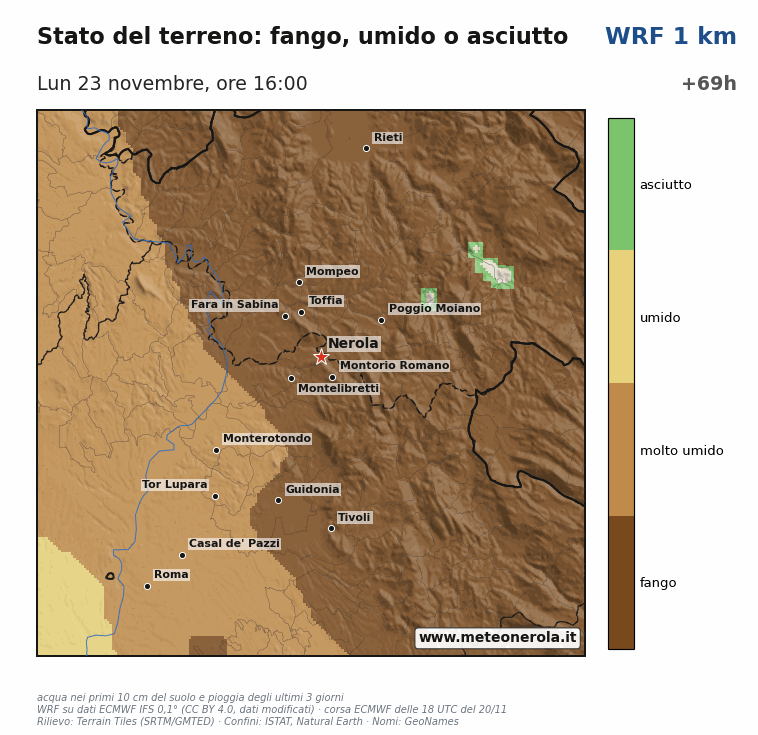 Stato del terreno: fango, umido o asciutto
WRF 1 km
Lun 23 novembre, ore 16:00
+69h
Rieti
asciutto
Mompeo
Toffia
Fara in Sabina
Poggio Moiano
umido
Nerola
Montorio Romano
Montelibretti
Monterotondo
molto umido
Tor Lupara
Guidonia
Tivoli
Casal de' Pazzi
Roma
fango
www.meteonerola.it
acqua nei primi 10 cm del suolo e pioggia degli ultimi 3 giorni
WRF su dati ECMWF IFS 0,1° (CC BY 4.0, dati modificati) · corsa ECMWF delle 18 UTC del 20/11
Rilievo: Terrain Tiles (SRTM/GMTED) · Confini: ISTAT, Natural Earth · Nomi: GeoNames